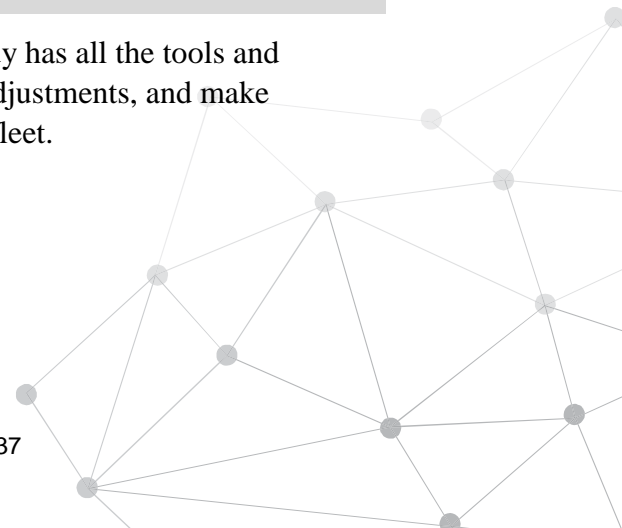 y has all the tools and
djustments, and make
leet.
37